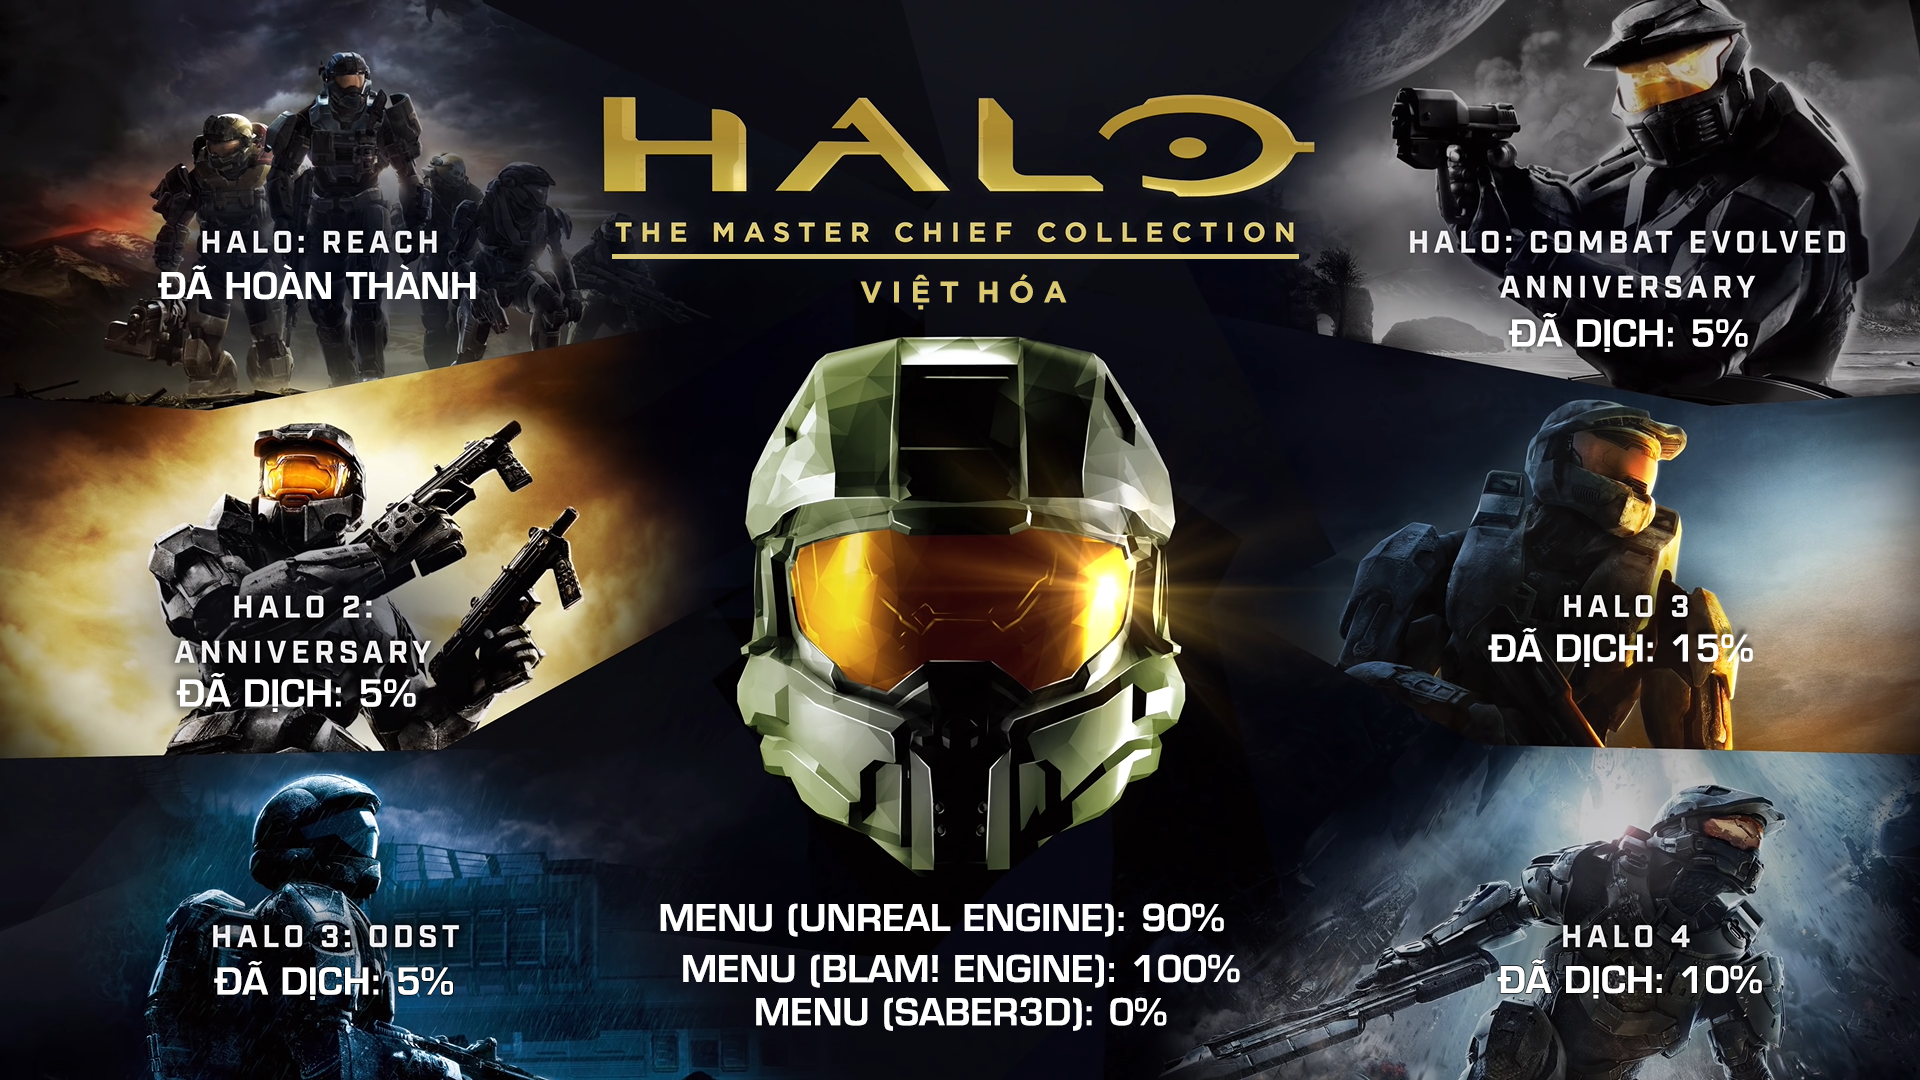 HALO
THE MASTER CHIEF COLLECTION
VIỆT HÓA
HALO: REACH
ĐÃ HOÀN THÀNH
HALO: COMBAT EVOLVED
ANNIVERSARY
ĐÃ DỊCH: 5%
HALO 2:
ANNIVERSARY
ĐÃ DỊCH: 5%
HALO 3
ĐÃ DỊCH: 15%
HALO 3: ODST
ĐÃ DỊCH: 5%
MENU (UNREAL ENGINE): 90%
MENU (BLAM! ENGINE): 100%
MENU (SABER3D): 0%
HALO 4
ĐÃ DỊCH: 10%